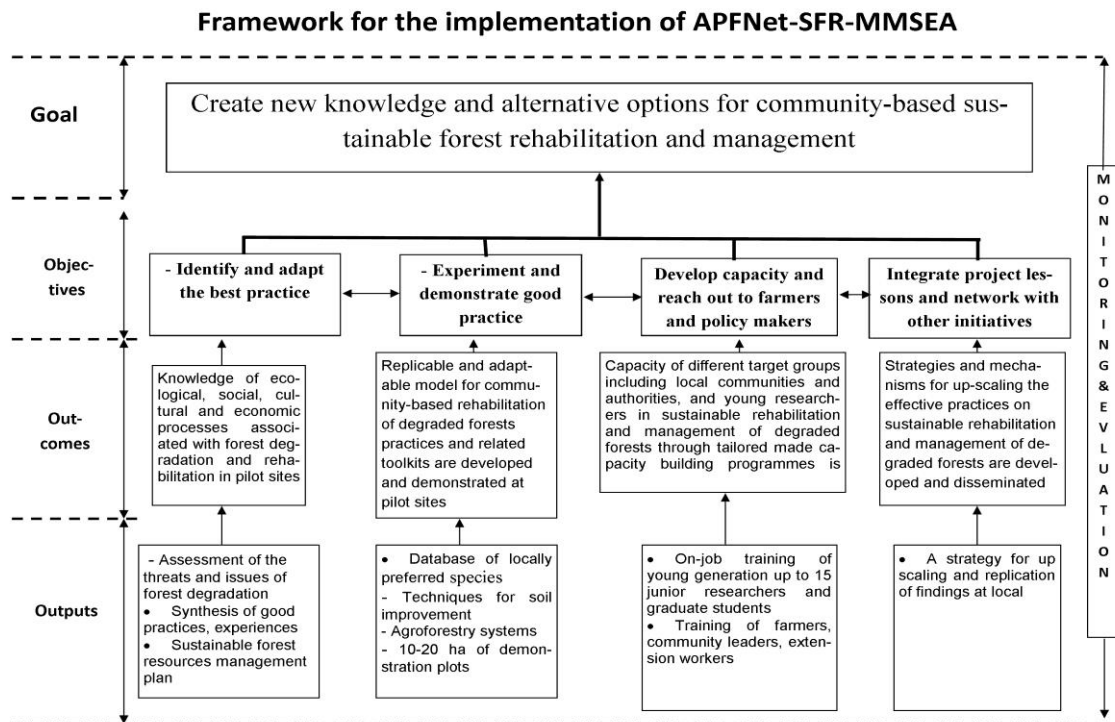 Framework for the implementation of APFNet-SFR-MMSEA
Goal
Create new knowledge and alternative options for community-based sus-
tainable forest rehabilitation and management
Objec-
tives
- Identify and adapt
the best practice
- Experiment and
demonstrate good
practice
Develop capacity and
reach out to farmers
and policy makers
Integrate project les-
sons and network with
other initiatives
Out-
comes
Knowledge of eco-
logical, social, cul-
tural and economic
processes associ-
ated with forest deg-
radation and reha-
bilitation in pilot sites
Replicable and adapt-
able model for commu-
nity-based rehabilitation
of degraded forests
practices and related
toolkits are developed
and demonstrated at
pilot sites
Capacity of different target groups
including local communities and
authorities, and young research-
ers in sustainable rehabilitation
and management of degraded
forests through tailored made ca-
pacity building programmes is
Strategies and mecha-
nisms for up-scaling the
effective practices on
sustainable rehabilitation
and management of de-
graded forests are devel-
oped and disseminated
Outputs
- Assessment of the
threats and issues of
forest degradation
• Synthesis of good
practices, experiences
• Sustainable forest
resources management
plan
• Database of locally
preferred species
- Techniques for soil
improvement
- Agroforestry systems
- 10-20 ha of demon-
stration plots
• On-job training of
young generation up to 15
junior researchers and
graduate students
• Training of farmers,
community leaders, exten-
sion workers
• A strategy for up
scaling and replication
of findings at local
MONITORING&EVLUATION